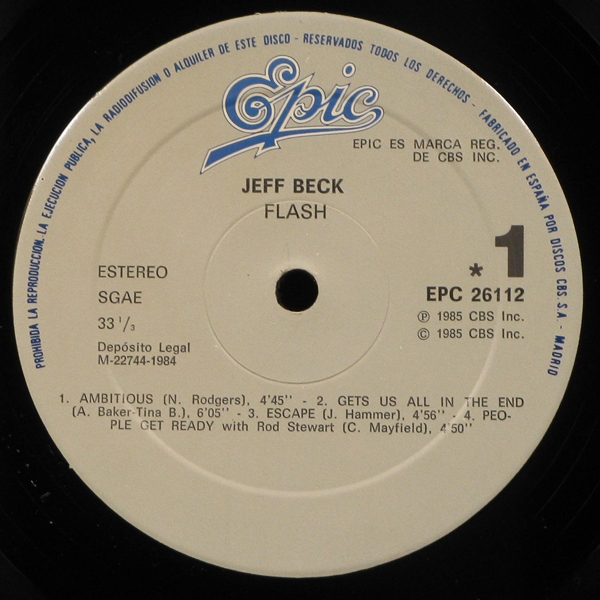 PROHIBIDA LA REPRODUCCION, LA EJECUCION PUBLICA, LA RADIODIFUSION O ALQUILER DE ESTE DISCO - RESERVADOS TODOS LOS DERECHOS - FABRICADO EN ESPAÑA POR DISCOS CBS S.A. - MADRID
Epic
EPIC ES MARCA REG.
DE CBS INC.
JEFF BECK
FLASH
ESTEREO
SGAE
33 1/3
Depósito Legal
M-22744-1984
* 1
EPC 26112
Ⓟ 1985 CBS Inc.
© 1985 CBS Inc.
1. AMBITIOUS (N. Rodgers), 4'45'' - 2. GETS US ALL IN THE END
(A. Baker-Tina B.), 6'05'' - 3. ESCAPE (J. Hammer), 4'56'' - 4. PEO-
PLE GET READY with Rod Stewart (C. Mayfield), 4'50''